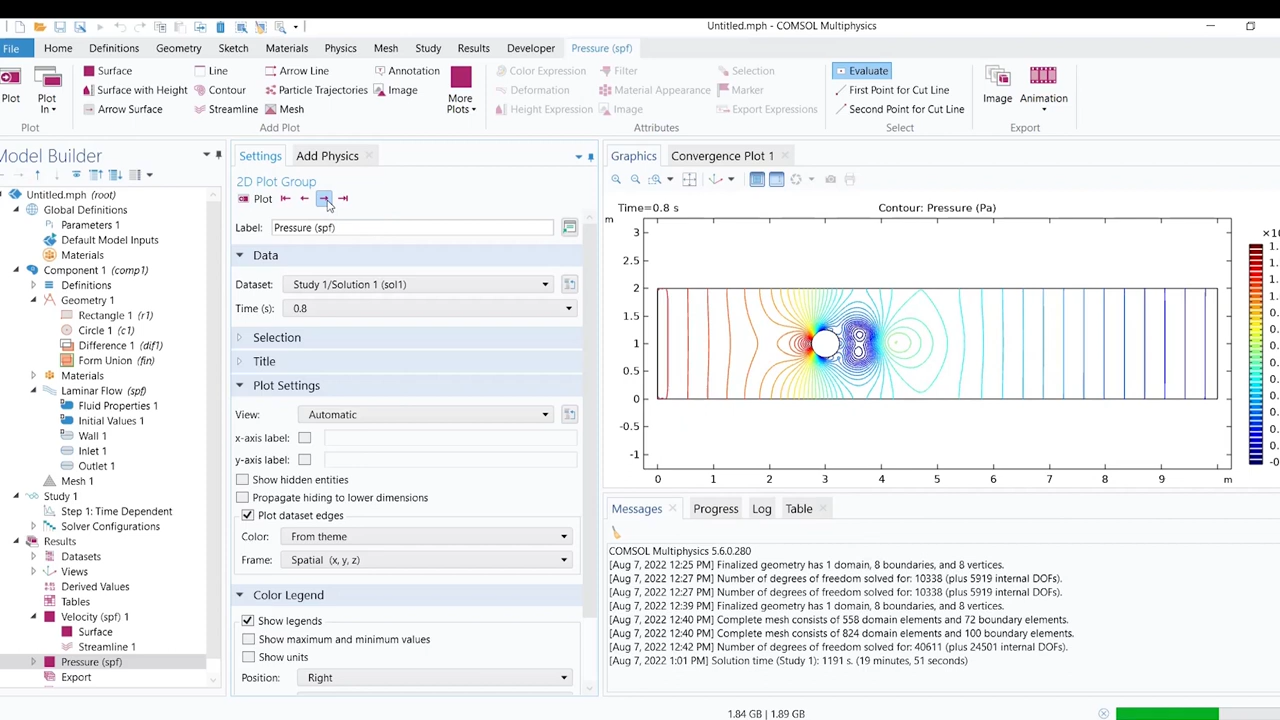 Untitled.mph - COMSOL Multiphysics
File Home Definitions Geometry Sketch Materials Physics Mesh Study Results Developer Pressure (spf)
Surface Line Arrow Line Annotation Color Expression Filter Selection Evaluate
Plot Plot In Surface with Height Contour Particle Trajectories Image More Plots Deformation Material Appearance Marker First Point for Cut Line Image Animation
Arrow Surface Streamline Mesh Height Expression Image Export Expressions Second Point for Cut Line
Plot Add Plot Attributes Select Export
Model Builder
Untitled.mph (root)
Global Definitions
Parameters 1
Default Model Inputs
Materials
Component 1 (comp1)
Definitions
Geometry 1
Rectangle 1 (r1)
Circle 1 (c1)
Difference 1 (dif1)
Form Union (fin)
Materials
Laminar Flow (spf)
Fluid Properties 1
Initial Values 1
Wall 1
Inlet 1
Outlet 1
Mesh 1
Study 1
Step 1: Time Dependent
Solver Configurations
Results
Datasets
Views
Derived Values
Tables
Velocity (spf) 1
Surface
Streamline 1
Pressure (spf)
Export
Settings Add Physics
2D Plot Group
Plot
Label: Pressure (spf)
Data
Dataset: Study 1/Solution 1 (sol1)
Time (s): 0.8
Selection
Title
Plot Settings
View: Automatic
x-axis label:
y-axis label:
Show hidden entities
Propagate hiding to lower dimensions
Plot dataset edges
Color: From theme
Frame: Spatial (x, y, z)
Color Legend
Show legends
Show maximum and minimum values
Show units
Position: Right
Graphics Convergence Plot 1
Time=0.8 s Contour: Pressure (Pa)
m
3
2.5
2
1.5
1
0.5
0
-0.5
-1
0 1 2 3 4 5 6 7 8 9 m
Messages Progress Log Table
COMSOL Multiphysics 5.6.0.280
[Aug 7, 2022 12:25 PM] Finalized geometry has 1 domain, 8 boundaries, and 8 vertices.
[Aug 7, 2022 12:27 PM] Number of degrees of freedom solved for: 10338 (plus 5919 internal DOFs).
[Aug 7, 2022 12:27 PM] Number of degrees of freedom solved for: 10338 (plus 5919 internal DOFs).
[Aug 7, 2022 12:39 PM] Finalized geometry has 1 domain, 8 boundaries, and 8 vertices.
[Aug 7, 2022 12:40 PM] Complete mesh consists of 558 domain elements and 72 boundary elements.
[Aug 7, 2022 12:40 PM] Complete mesh consists of 824 domain elements and 100 boundary elements.
[Aug 7, 2022 12:42 PM] Number of degrees of freedom solved for: 40611 (plus 24501 internal DOFs).
[Aug 7, 2022 1:01 PM] Solution time (Study 1): 1191 s. (19 minutes, 51 seconds)
1.84 GB | 1.89 GB